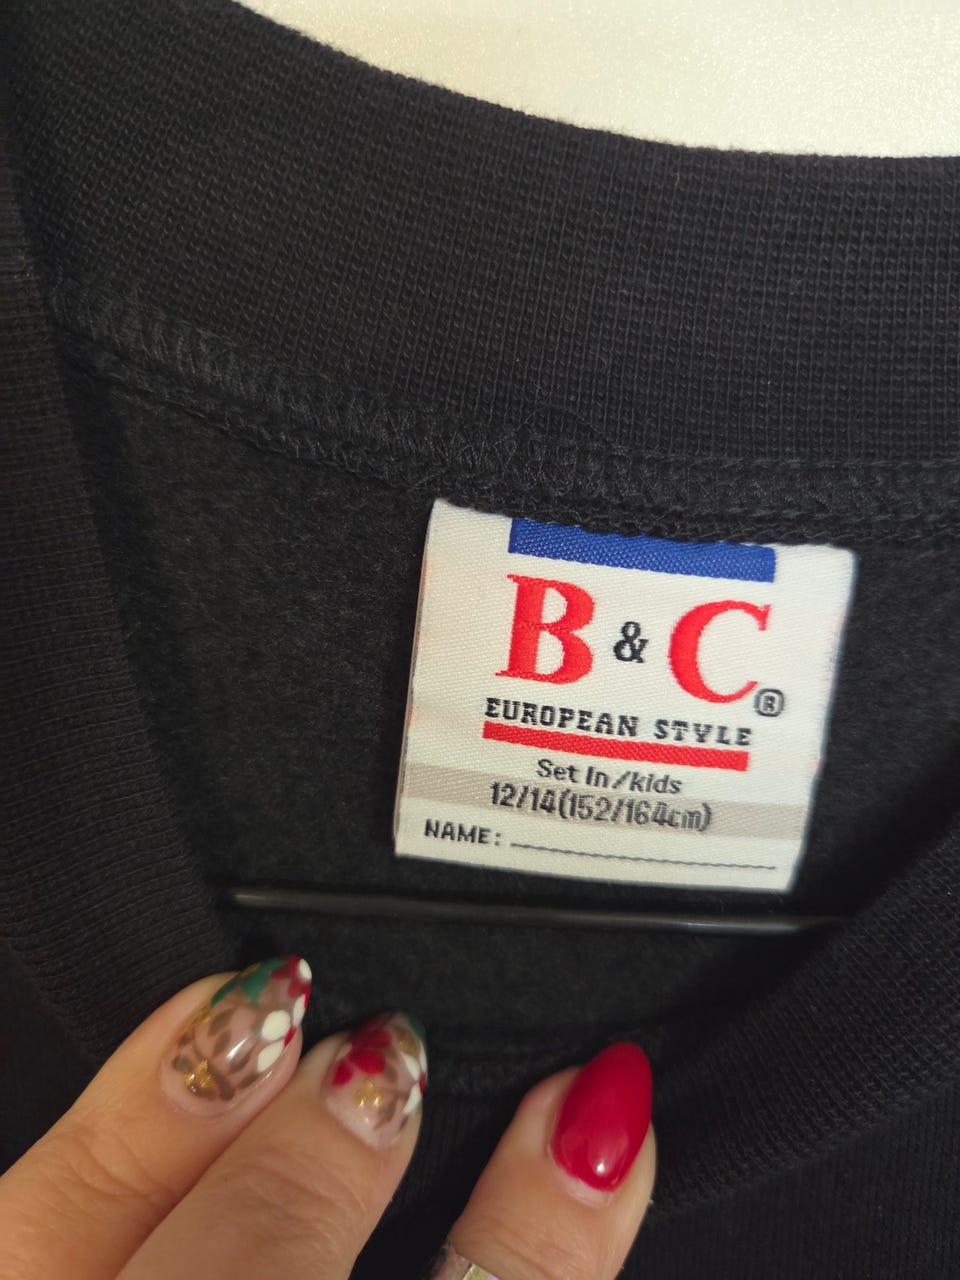 B & C®
EUROPEAN STYLE
Set In/kids
12/14(152/164cm)
NAME: